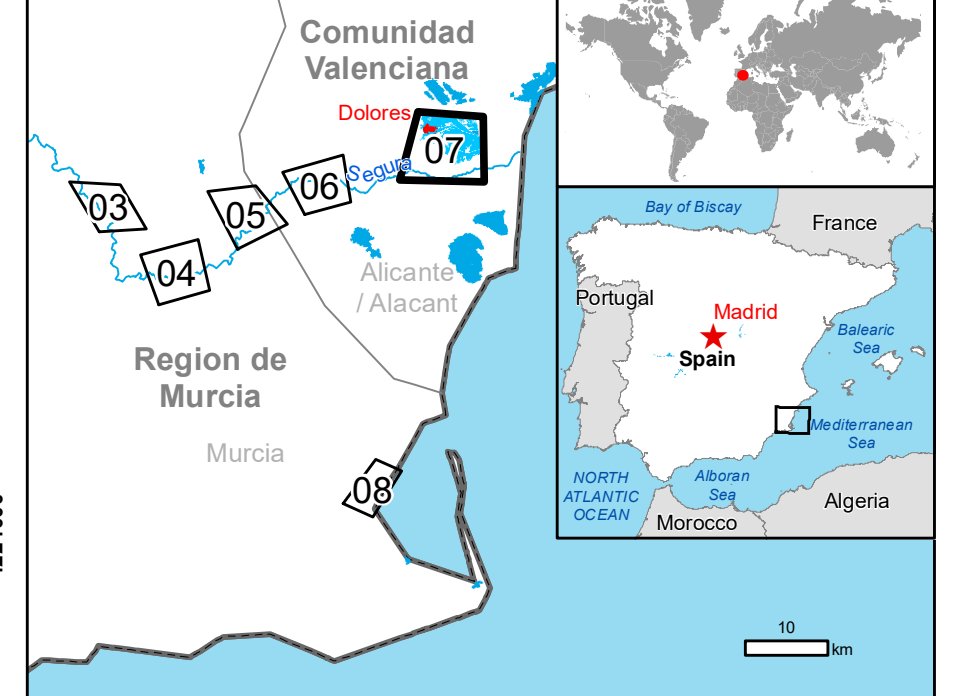 Comunidad
Valenciana
Dolores
07
Segura
06
03
05
04
Alicante
/ Alacant
Region de
Murcia
Murcia
08
Bay of Biscay
France
Portugal
Madrid
Spain
Balearic
Sea
Mediterranean
Sea
NORTH
ATLANTIC
OCEAN
Alboran
Sea
Algeria
Morocco
10
km